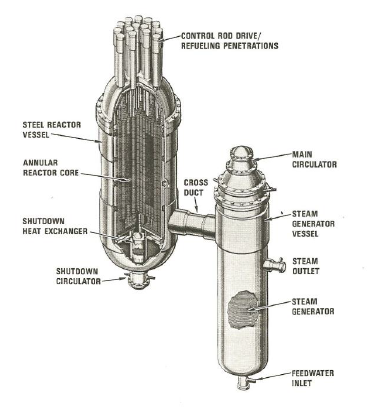 CONTROL ROD DRIVE/
REFUELING PENETRATIONS
STEEL REACTOR
VESSEL
ANNULAR
REACTOR CORE
SHUTDOWN
HEAT EXCHANGER
SHUTDOWN
CIRCULATOR
CROSS
DUCT
MAIN
CIRCULATOR
STEAM
GENERATOR
VESSEL
STEAM
OUTLET
STEAM
GENERATOR
FEEDWATER
INLET